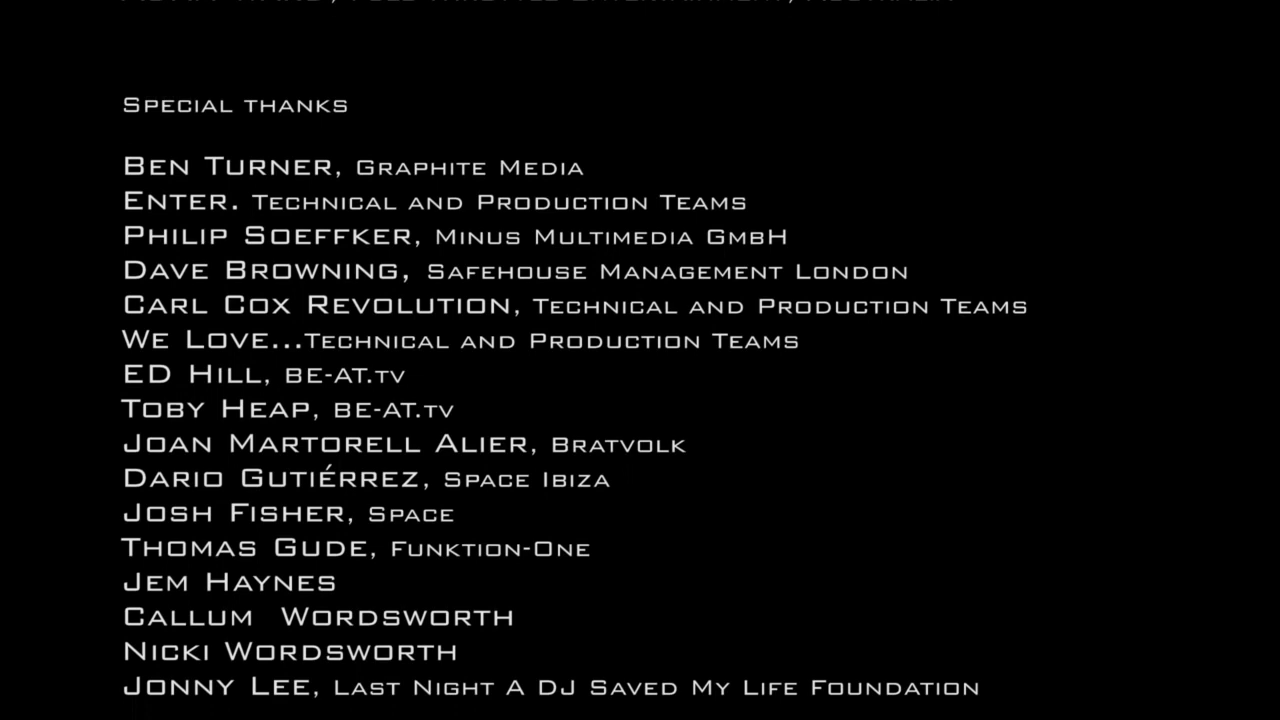 Special thanks
Ben Turner, Graphite Media
Enter. Technical and Production Teams
Philip Soeffker, Minus Multimedia GmbH
Dave Browning, Safehouse Management London
Carl Cox Revolution, Technical and Production Teams
We Love...Technical and Production Teams
ED Hill, be-at.tv
Toby Heap, be-at.tv
Joan Martorell Alier, Bratvolk
Dario Gutiérrez, Space Ibiza
Josh Fisher, Space
Thomas Gude, Funktion-One
Jem Haynes
Callum Wordsworth
Nicki Wordsworth
Jonny Lee, Last Night A DJ Saved My Life Foundation